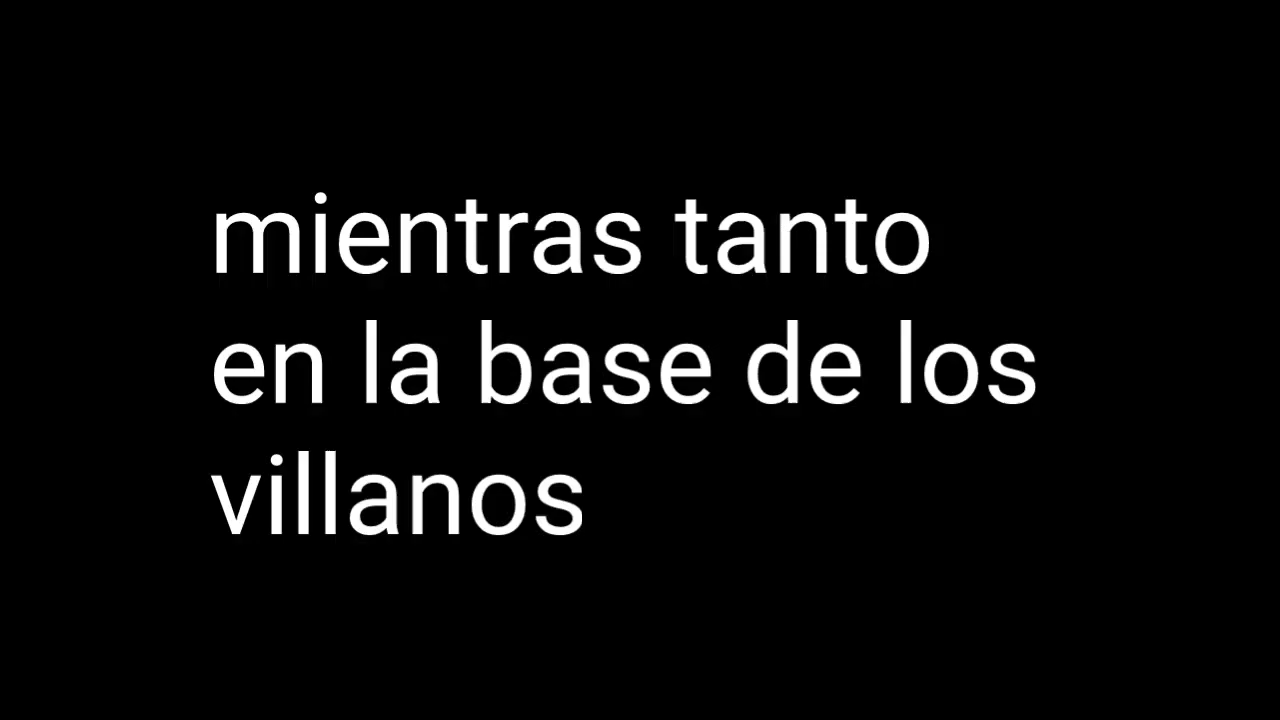 mientras tanto
en la base de los
villanos